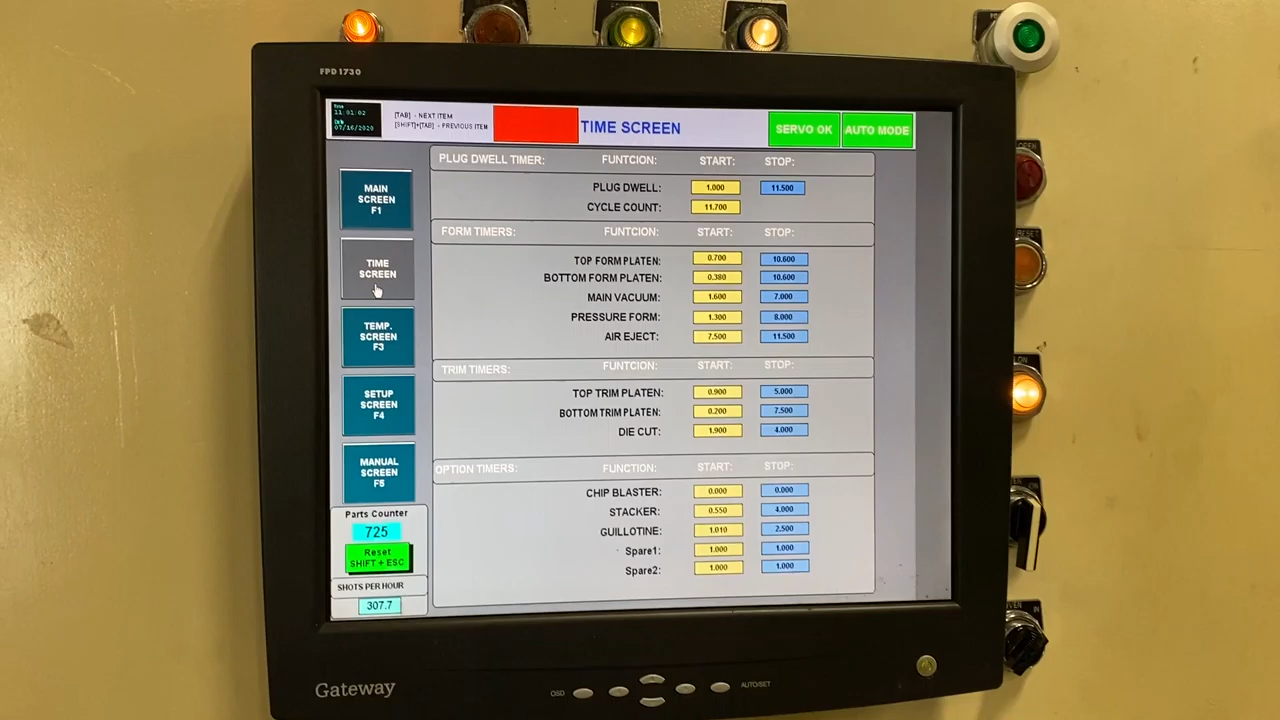 FPD1730
Time
11:01:02
Date
07/16/2020
[TAB] - NEXT ITEM
[SHIFT]+[TAB] - PREVIOUS ITEM
TIME SCREEN
SERVO OK
AUTO MODE
MAIN
SCREEN
F1
TIME
SCREEN
TEMP.
SCREEN
F3
SETUP
SCREEN
F4
MANUAL
SCREEN
F5
Parts Counter
725
Reset
SHIFT + ESC
SHOTS PER HOUR
307.7
PLUG DWELL TIMER: FUNTCION: START: STOP:
PLUG DWELL: 1.000 11.500
CYCLE COUNT: 11.700
FORM TIMERS: FUNTCION: START: STOP:
TOP FORM PLATEN: 0.700 10.600
BOTTOM FORM PLATEN: 0.380 10.600
MAIN VACUUM: 1.600 7.000
PRESSURE FORM: 1.300 8.000
AIR EJECT: 7.500 11.500
TRIM TIMERS: FUNTCION: START: STOP:
TOP TRIM PLATEN: 0.900 5.000
BOTTOM TRIM PLATEN: 0.200 7.500
DIE CUT: 1.900 4.000
OPTION TIMERS: FUNCTION: START: STOP:
CHIP BLASTER: 0.000 0.000
STACKER: 0.550 4.000
GUILLOTINE: 1.010 2.500
Spare1: 1.000 1.000
Spare2: 1.000 1.000
Gateway
OSD
AUTO/SET
RESET
ON
ON
IN